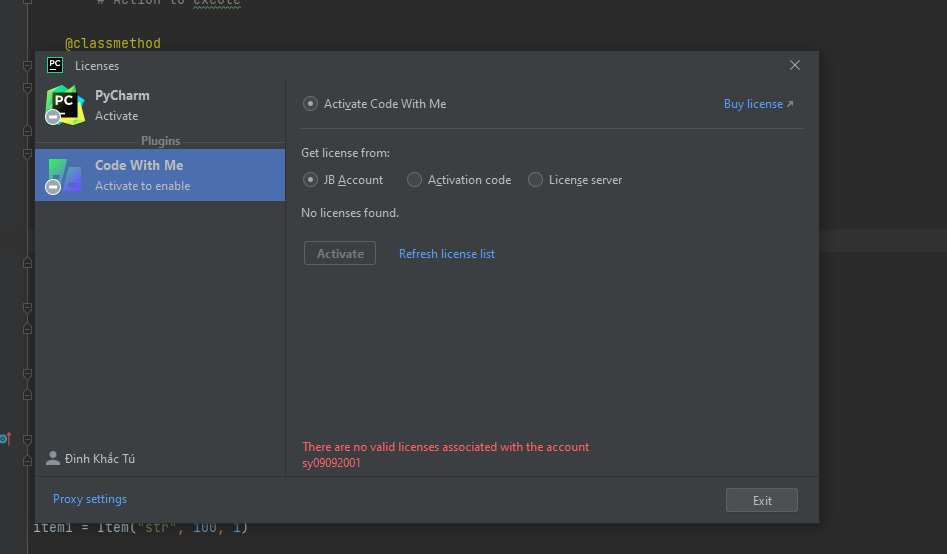 # Action to excute
@classmethod
PC
Licenses
PC
PyCharm
Activate
Plugins
Code With Me
Activate to enable
Activate Code With Me
Buy license
Get license from:
JB Account
Activation code
License server
No licenses found.
Activate
Refresh license list
There are no valid licenses associated with the account
sy09092001
Đinh Khắc Tú
Proxy settings
Exit
item1 = Item("str", 100, 1)